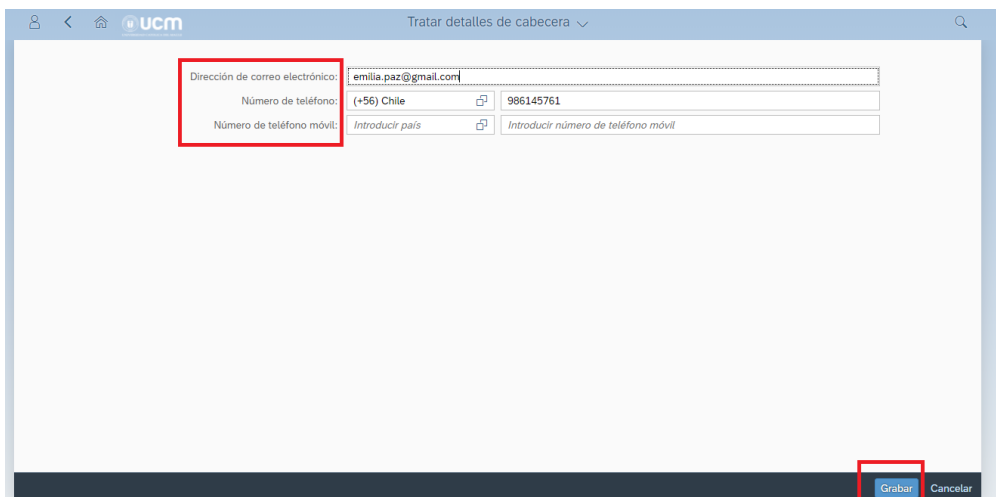 ucm
Tratar detalles de cabecera
Dirección de correo electrónico: emilia.paz@gmail.com
Número de teléfono: (+56) Chile 986145761
Número de teléfono móvil: Introducir país Introducir número de teléfono móvil
Grabar Cancelar